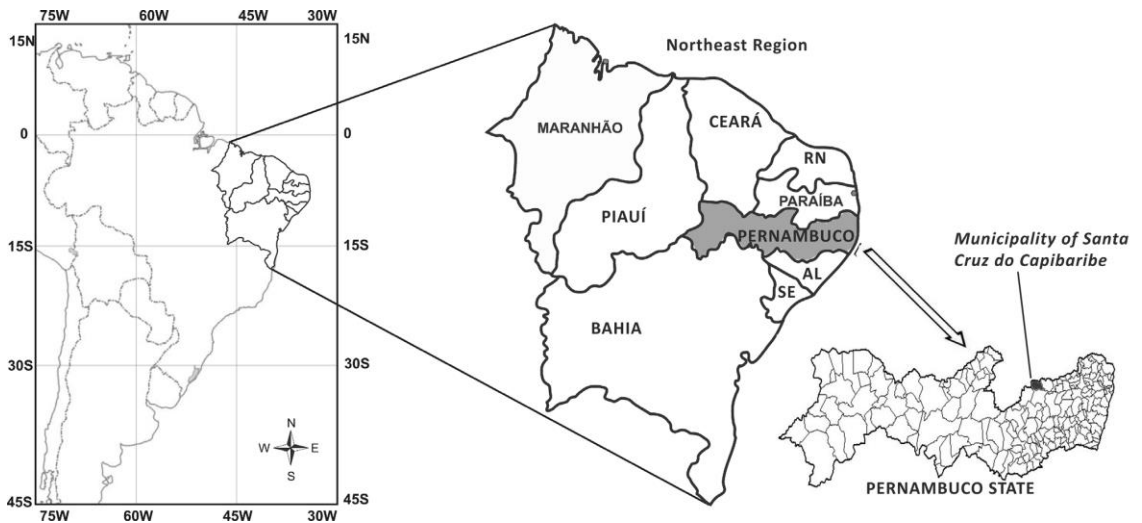 75W 60W 45W 30W
15N
0
15S
30S
45S
15N
0
15S
30S
45S
75W 60W 45W 30W
N
W E
S
Northeast Region
MARANHÃO
CEARÁ
RN
PARAÍBA
PIAUÍ
PERNAMBUCO
AL
SE
BAHIA
Municipality of Santa
Cruz do Capibaribe
PERNAMBUCO STATE